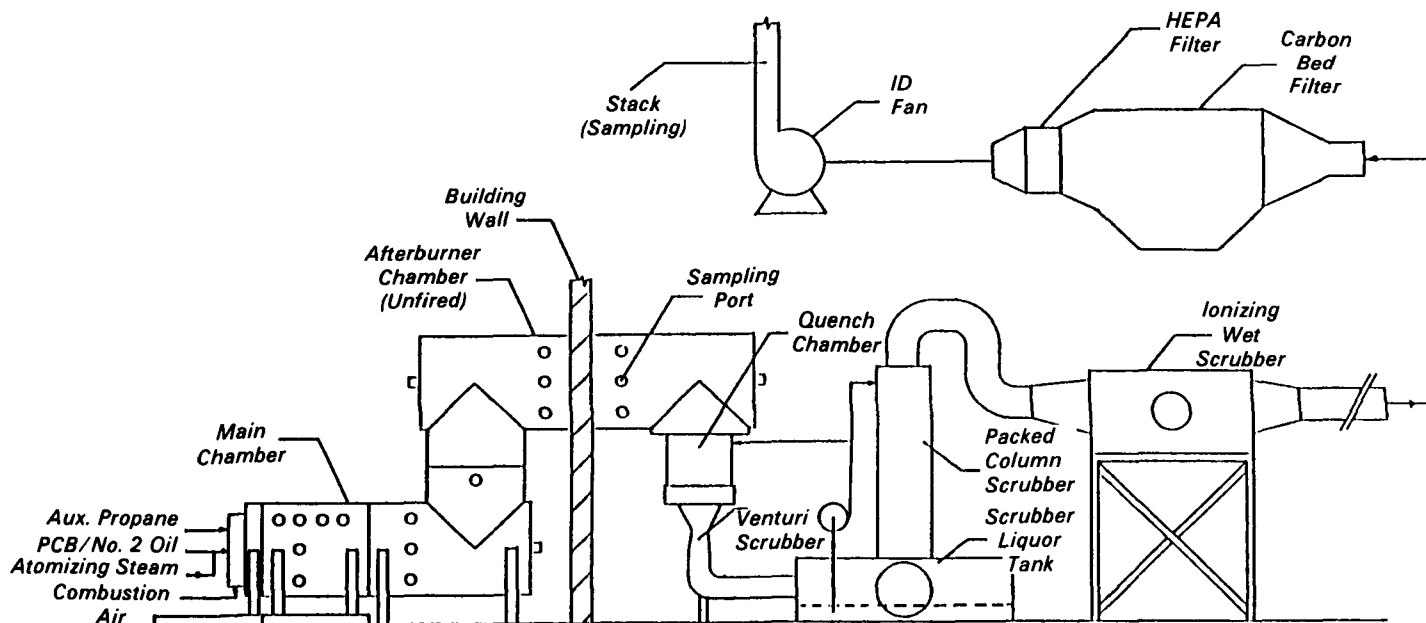 HEPA
Filter
Carbon
Bed
Filter
ID
Fan
Stack
(Sampling)
Building
Wall
Afterburner
Chamber
(Unfired)
Sampling
Port
Quench
Chamber
Ionizing
Wet
Scrubber
Main
Chamber
Packed
Column
Scrubber
Venturi
Scrubber
Scrubber
Liquor
Tank
Aux. Propane
PCB/No. 2 Oil
Atomizing Steam
Combustion
Air